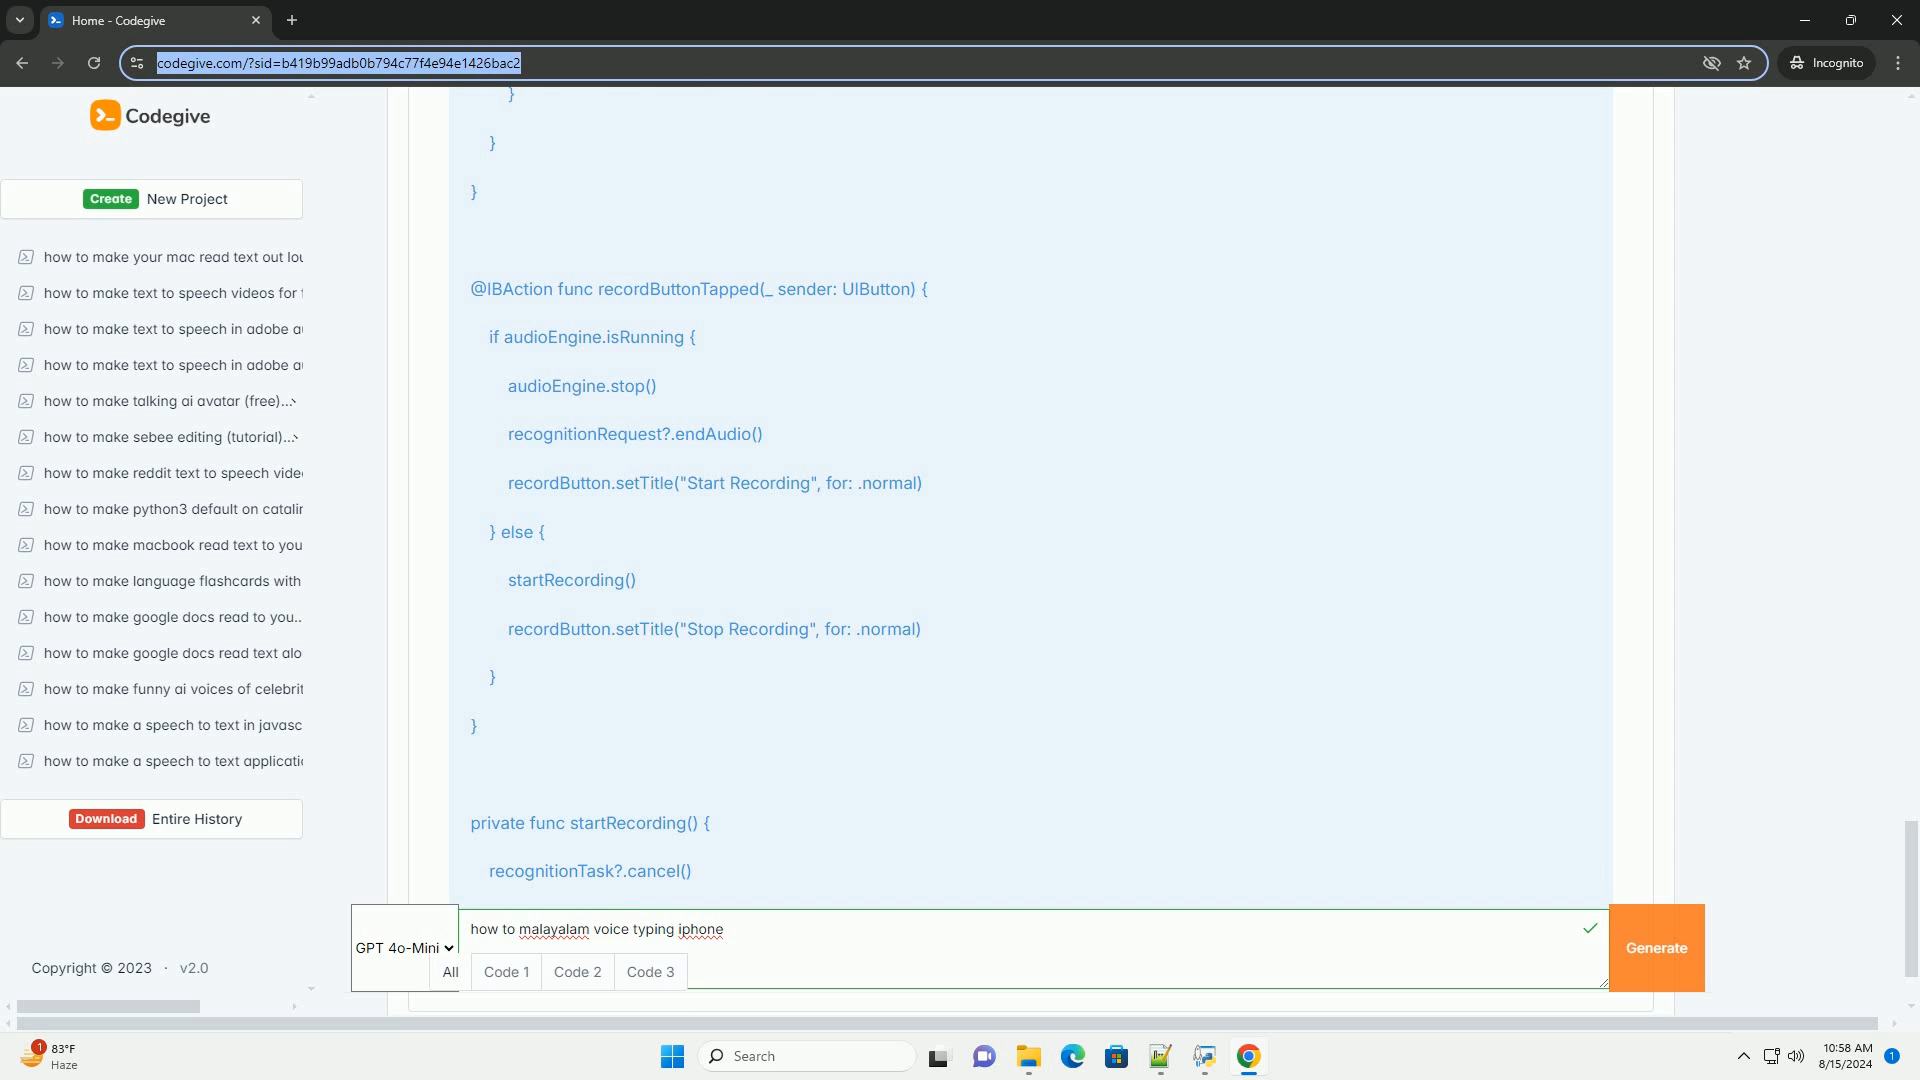 Home - Codegive
codegive.com/?sid=b419b99adb0b794c77f4e94e1426bac2
Incognito
Codegive
Create New Project
how to make your mac read text out lou
how to make text to speech videos for
how to make text to speech in adobe au
how to make text to speech in adobe au
how to make talking ai avatar (free)...
how to make sebee editing (tutorial)...
how to make reddit text to speech vide
how to make python3 default on catalin
how to make macbook read text to you
how to make language flashcards with
how to make google docs read to you..
how to make google docs read text alo
how to make funny ai voices of celebrit
how to make a speech to text in javasc
how to make a speech to text applicati
Download Entire History
Copyright © 2023 · v2.0
}
}
}
@IBAction func recordButtonTapped(_ sender: UIButton) {
if audioEngine.isRunning {
audioEngine.stop()
recognitionRequest?.endAudio()
recordButton.setTitle("Start Recording", for: .normal)
} else {
startRecording()
recordButton.setTitle("Stop Recording", for: .normal)
}
}
private func startRecording() {
recognitionTask?.cancel()
GPT 4o-Mini
how to malayalam voice typing iphone
All Code 1 Code 2 Code 3
Generate
1
83°F
Haze
Search
10:58 AM
8/15/2024
1